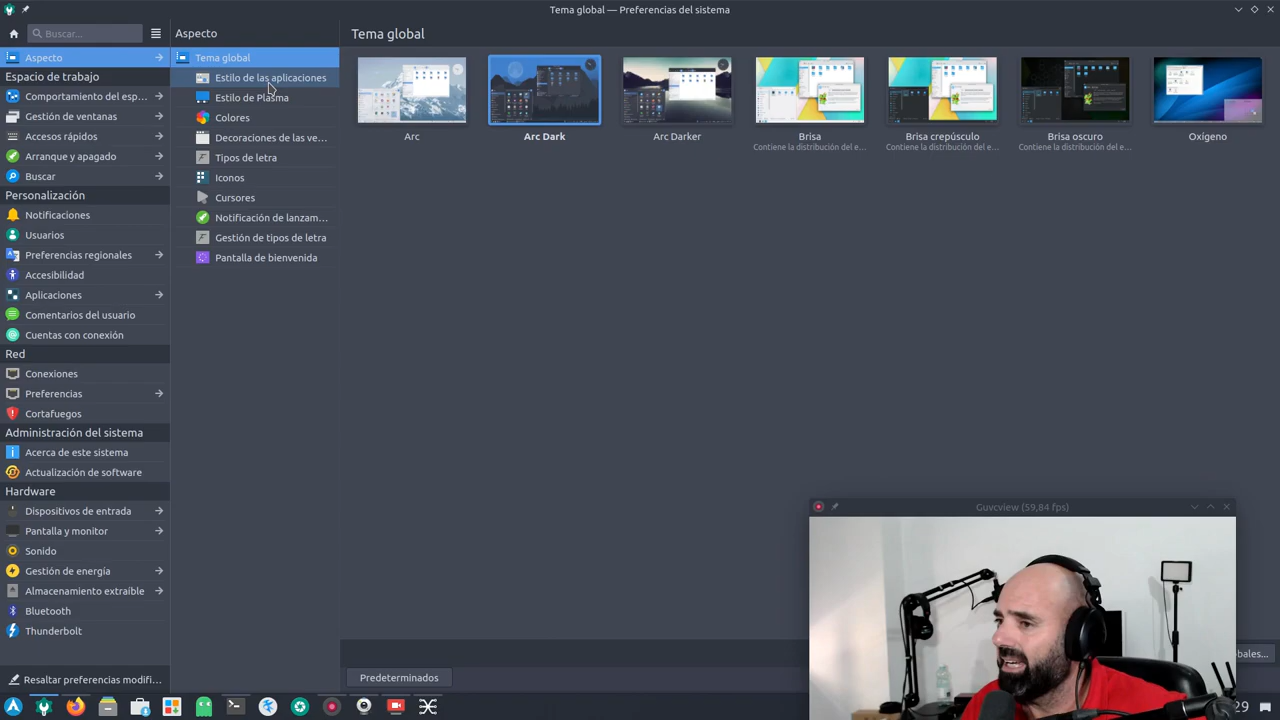 Tema global — Preferencias del sistema
Buscar...
Aspecto
Tema global
Aspecto
Espacio de trabajo
Comportamiento del esp
Gestión de ventanas
Accesos rápidos
Arranque y apagado
Buscar
Personalización
Notificaciones
Usuarios
Preferencias regionales
Accesibilidad
Aplicaciones
Comentarios del usuario
Cuentas con conexión
Red
Conexiones
Preferencias
Cortafuegos
Administración del sistema
Acerca de este sistema
Actualización de software
Hardware
Dispositivos de entrada
Pantalla y monitor
Sonido
Gestión de energía
Almacenamiento extraíble
Bluetooth
Thunderbolt
Resaltar preferencias modifi...
Tema global
Estilo de las aplicaciones
Estilo de Plasma
Colores
Decoraciones de las ve...
Tipos de letra
Iconos
Cursores
Notificación de lanzam...
Gestión de tipos de letra
Pantalla de bienvenida
Arc
Arc Dark
Arc Darker
Brisa
Contiene la distribución del e...
Brisa crepúsculo
Contiene la distribución del e...
Brisa oscuro
Contiene la distribución del e...
Oxígeno
Guvcview (59,84 fps)
bales...
Predeterminados
29